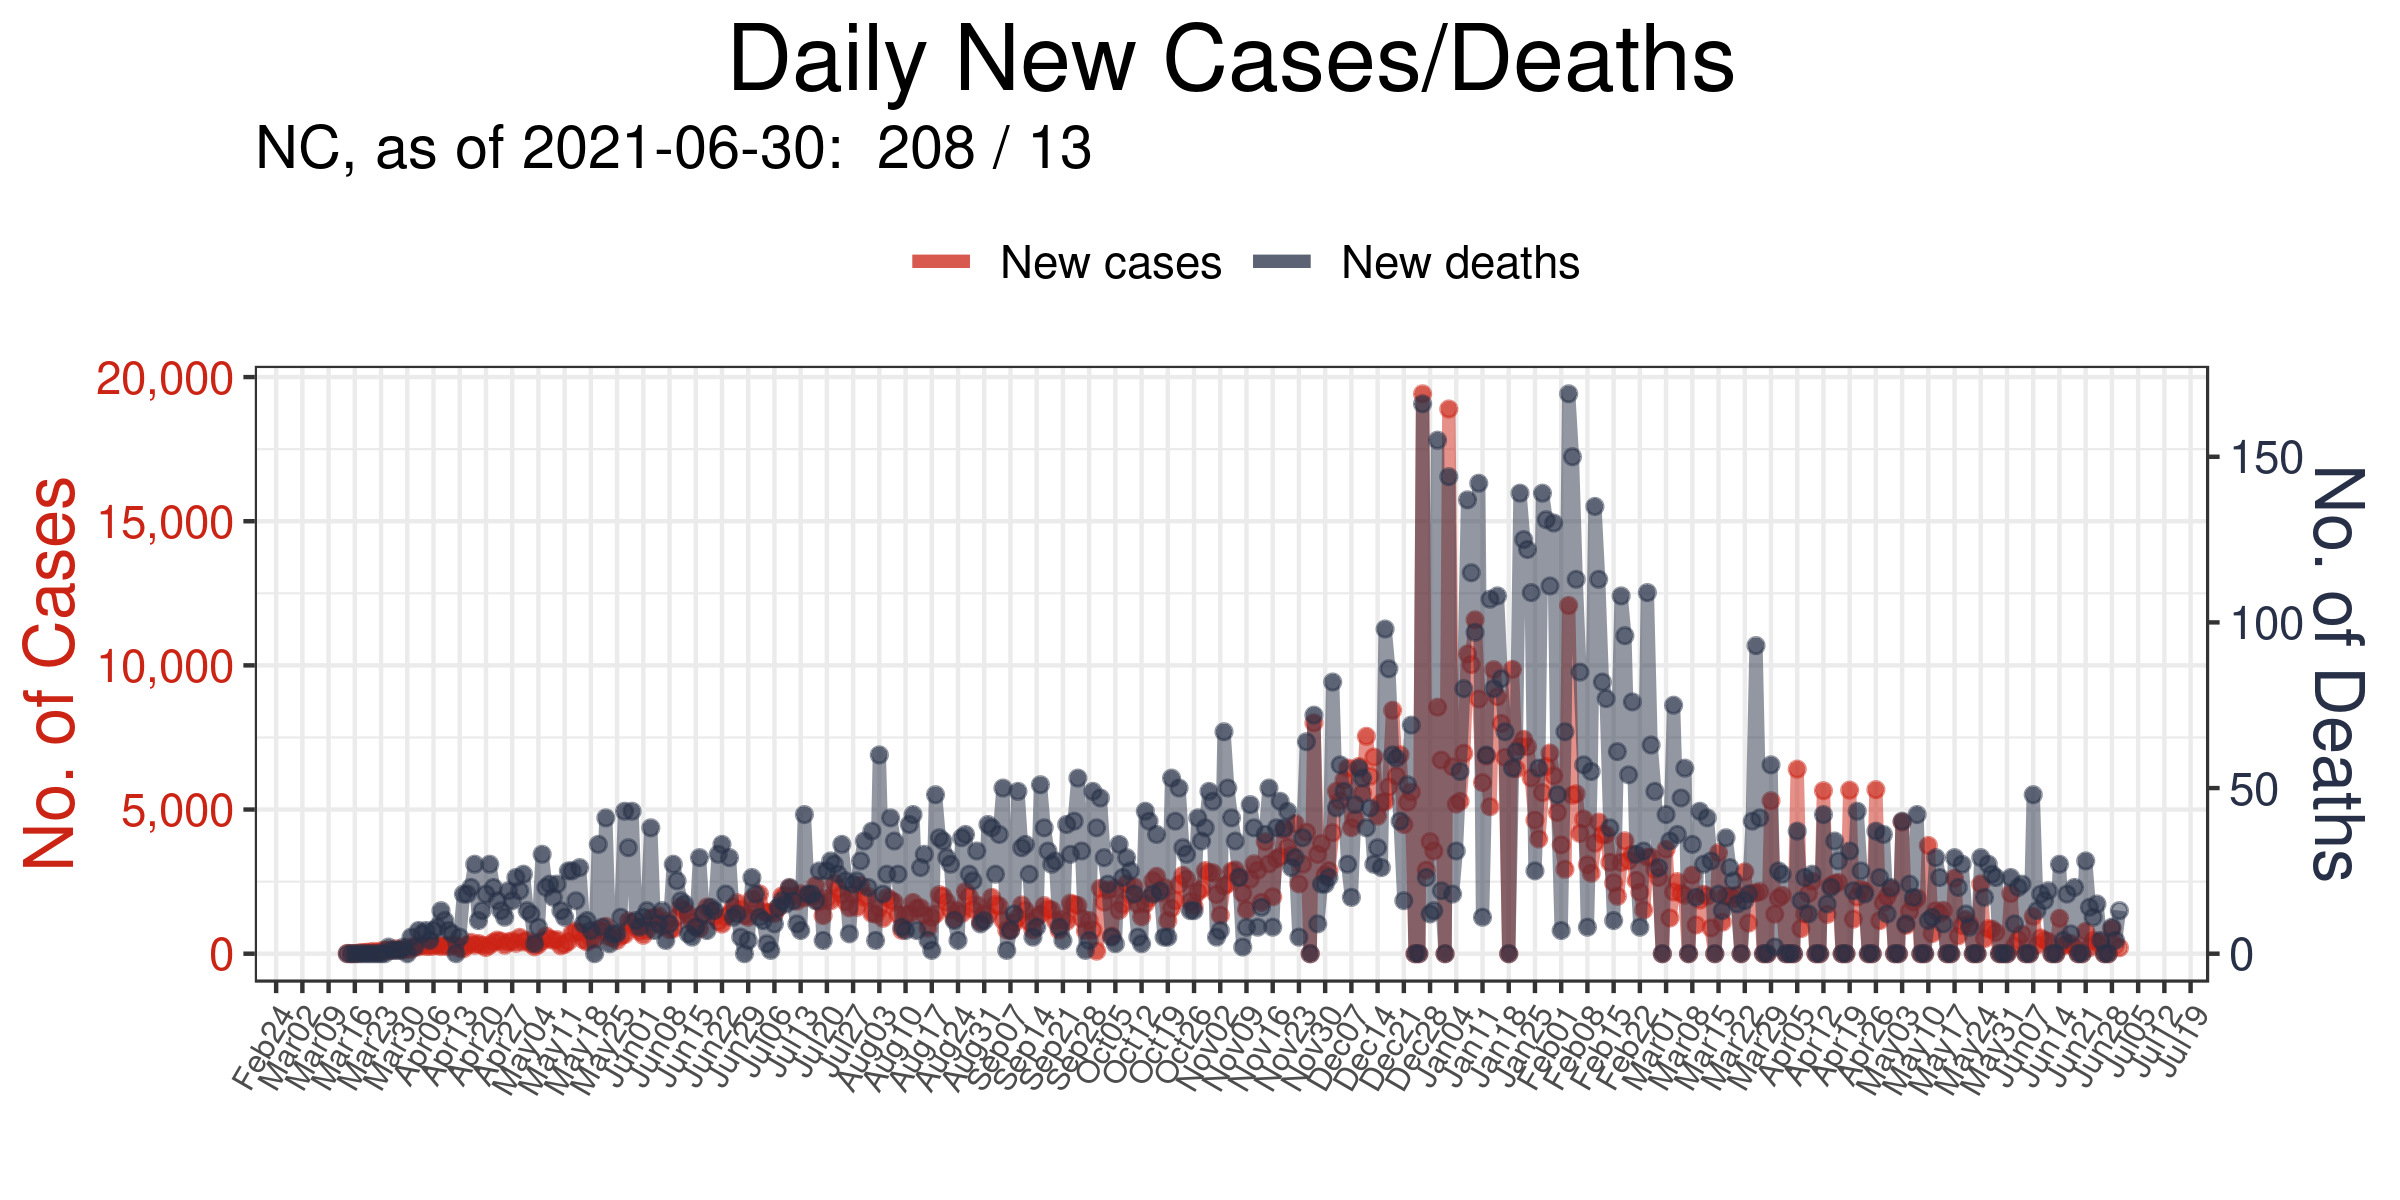 Daily New Cases/Deaths
NC, as of 2021-06-30:  208 / 13
New cases
New deaths
No. of Cases
20,000
15,000
10,000
5,000
0
150
100
50
0
No. of Deaths
Feb24
Mar02
Mar09
Mar16
Mar23
Mar30
Apr06
Apr13
Apr20
Apr27
May04
May11
May18
May25
Jun01
Jun08
Jun15
Jun22
Jun29
Jul06
Jul13
Jul20
Jul27
Aug03
Aug10
Aug17
Aug24
Aug31
Sep07
Sep14
Sep21
Sep28
Oct05
Oct12
Oct19
Oct26
Nov02
Nov09
Nov16
Nov23
Nov30
Dec07
Dec14
Dec21
Dec28
Jan04
Jan11
Jan18
Jan25
Feb01
Feb08
Feb15
Feb22
Mar01
Mar08
Mar15
Mar22
Mar29
Apr05
Apr12
Apr19
Apr26
May03
May10
May17
May24
May31
Jun07
Jun14
Jun21
Jun28
Jul05
Jul12
Jul19